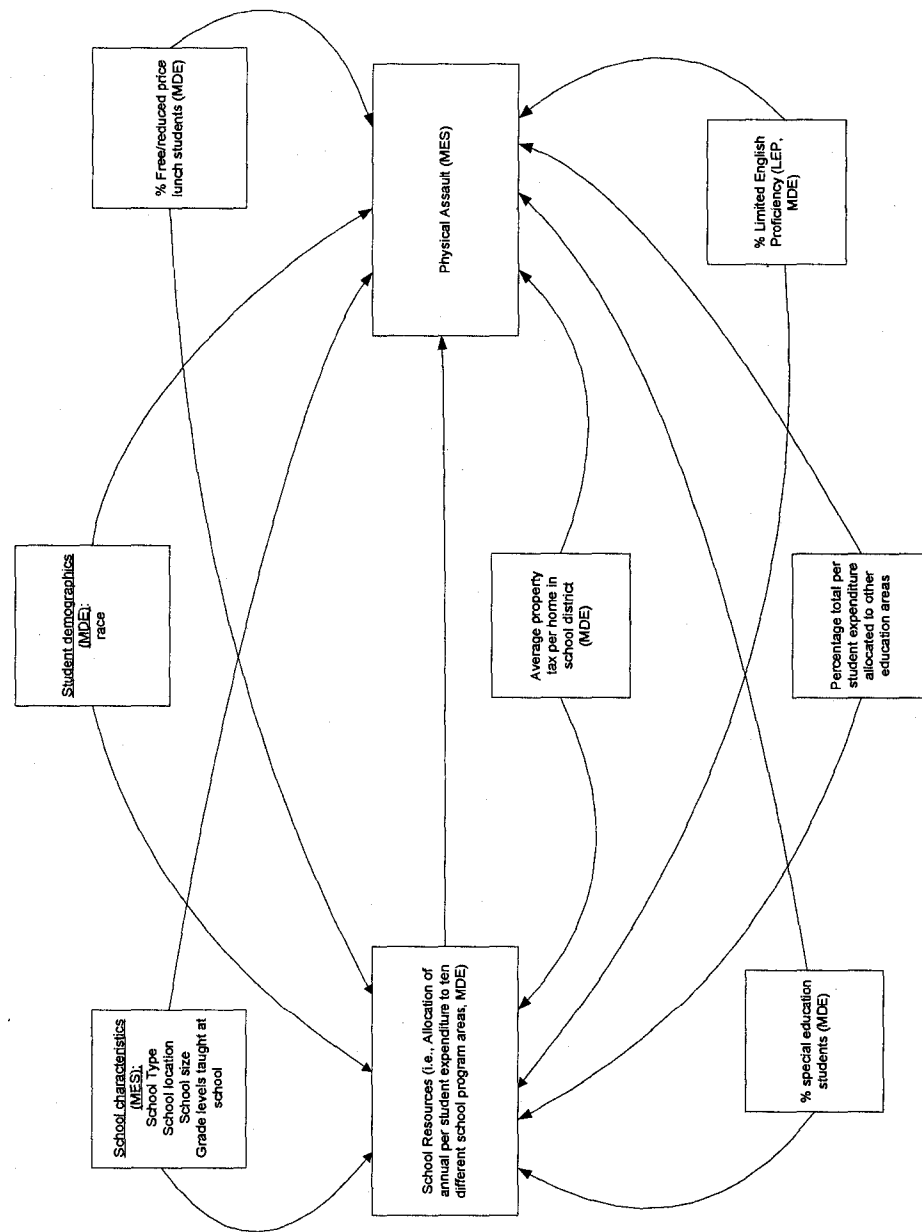 % Free/reduced price
lunch students (MDE)
Physical Assault (MES)
% Limited English
Proficiency (LEP,
MDE)
Student demographics
(MDE):
race
Average property
tax per home in
school district
(MDE)
Percentage total per
student expenditure
allocated to other
education areas
School characteristics
(MES):
School Type
School location
School size
Grade levels taught at
school
School Resources (i.e., Allocation of
annual per student expenditure to ten
different school program areas, MDE)
% special education
students (MDE)